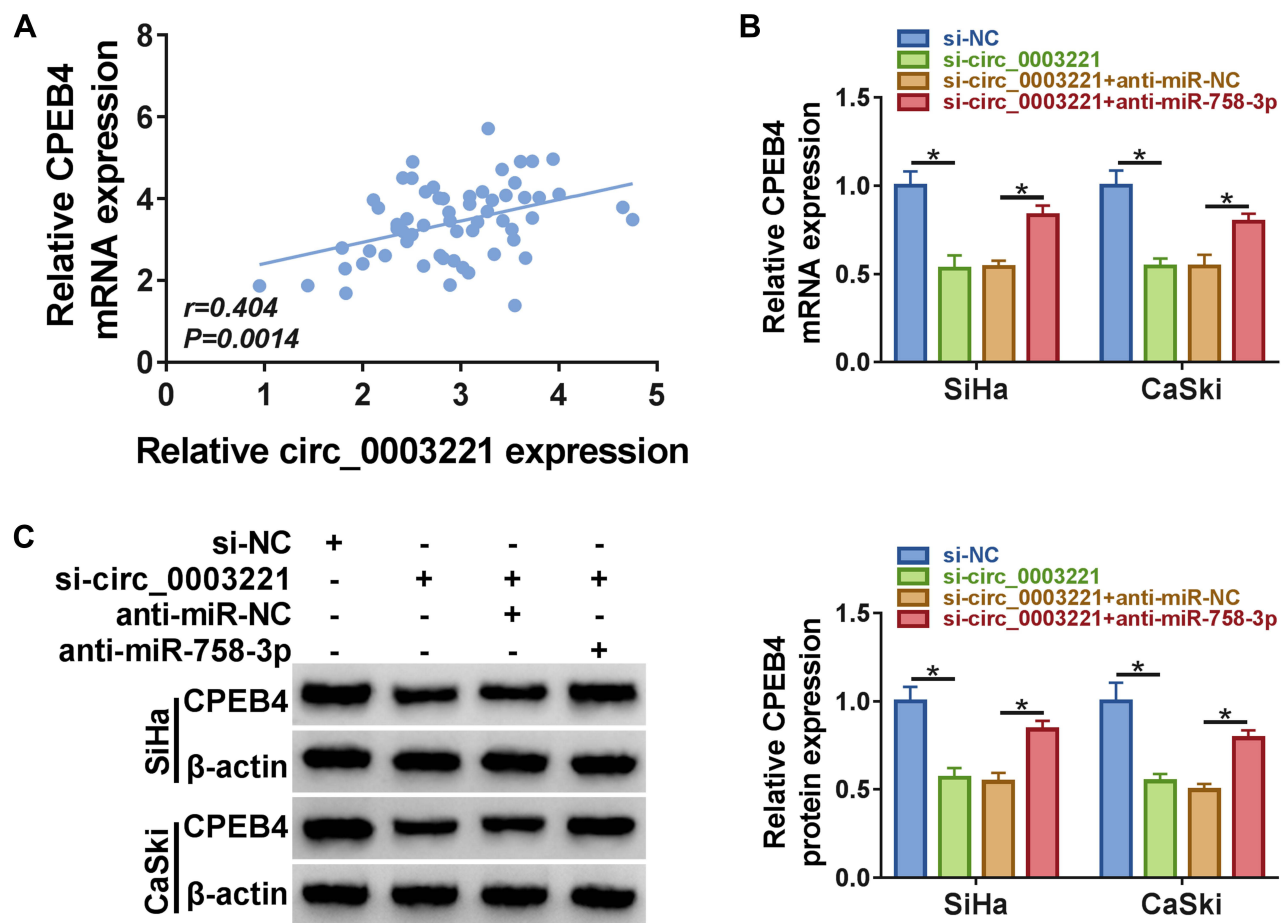 A
Relative CPEB4
mRNA expression
8
6
4
2
0
r=0.404
P=0.0014
0 1 2 3 4 5
Relative circ_0003221 expression
B
si-NC
si-circ_0003221
si-circ_0003221+anti-miR-NC
si-circ_0003221+anti-miR-758-3p
Relative CPEB4
mRNA expression
1.5
1.0
0.5
0.0
* * * *
SiHa CaSki
C
si-NC + - - -
si-circ_0003221 - + + +
anti-miR-NC - - + -
anti-miR-758-3p - - - +
SiHa
CPEB4
β-actin
CaSki
CPEB4
β-actin
si-NC
si-circ_0003221
si-circ_0003221+anti-miR-NC
si-circ_0003221+anti-miR-758-3p
Relative CPEB4
protein expression
1.5
1.0
0.5
0.0
* * * *
SiHa CaSki